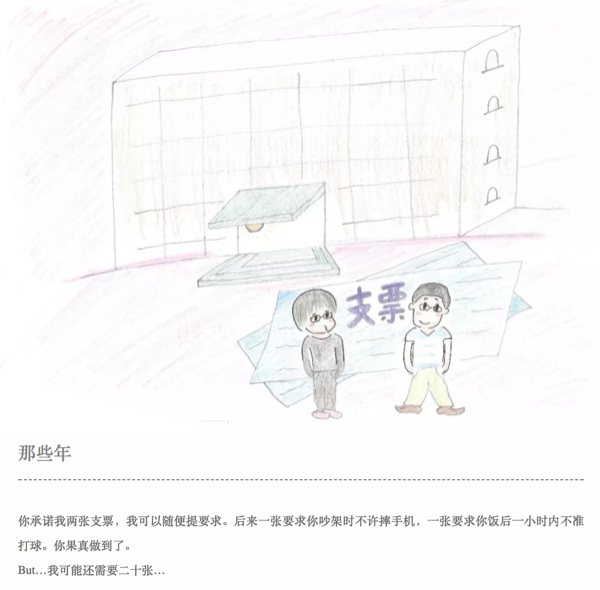 支票
那些年
你承诺我两张支票，我可以随便提要求。后来一张要求你吵架时不许摔手机，一张要求你饭后一小时内不准
打球。你果真做到了。
But…我可能还需要二十张…